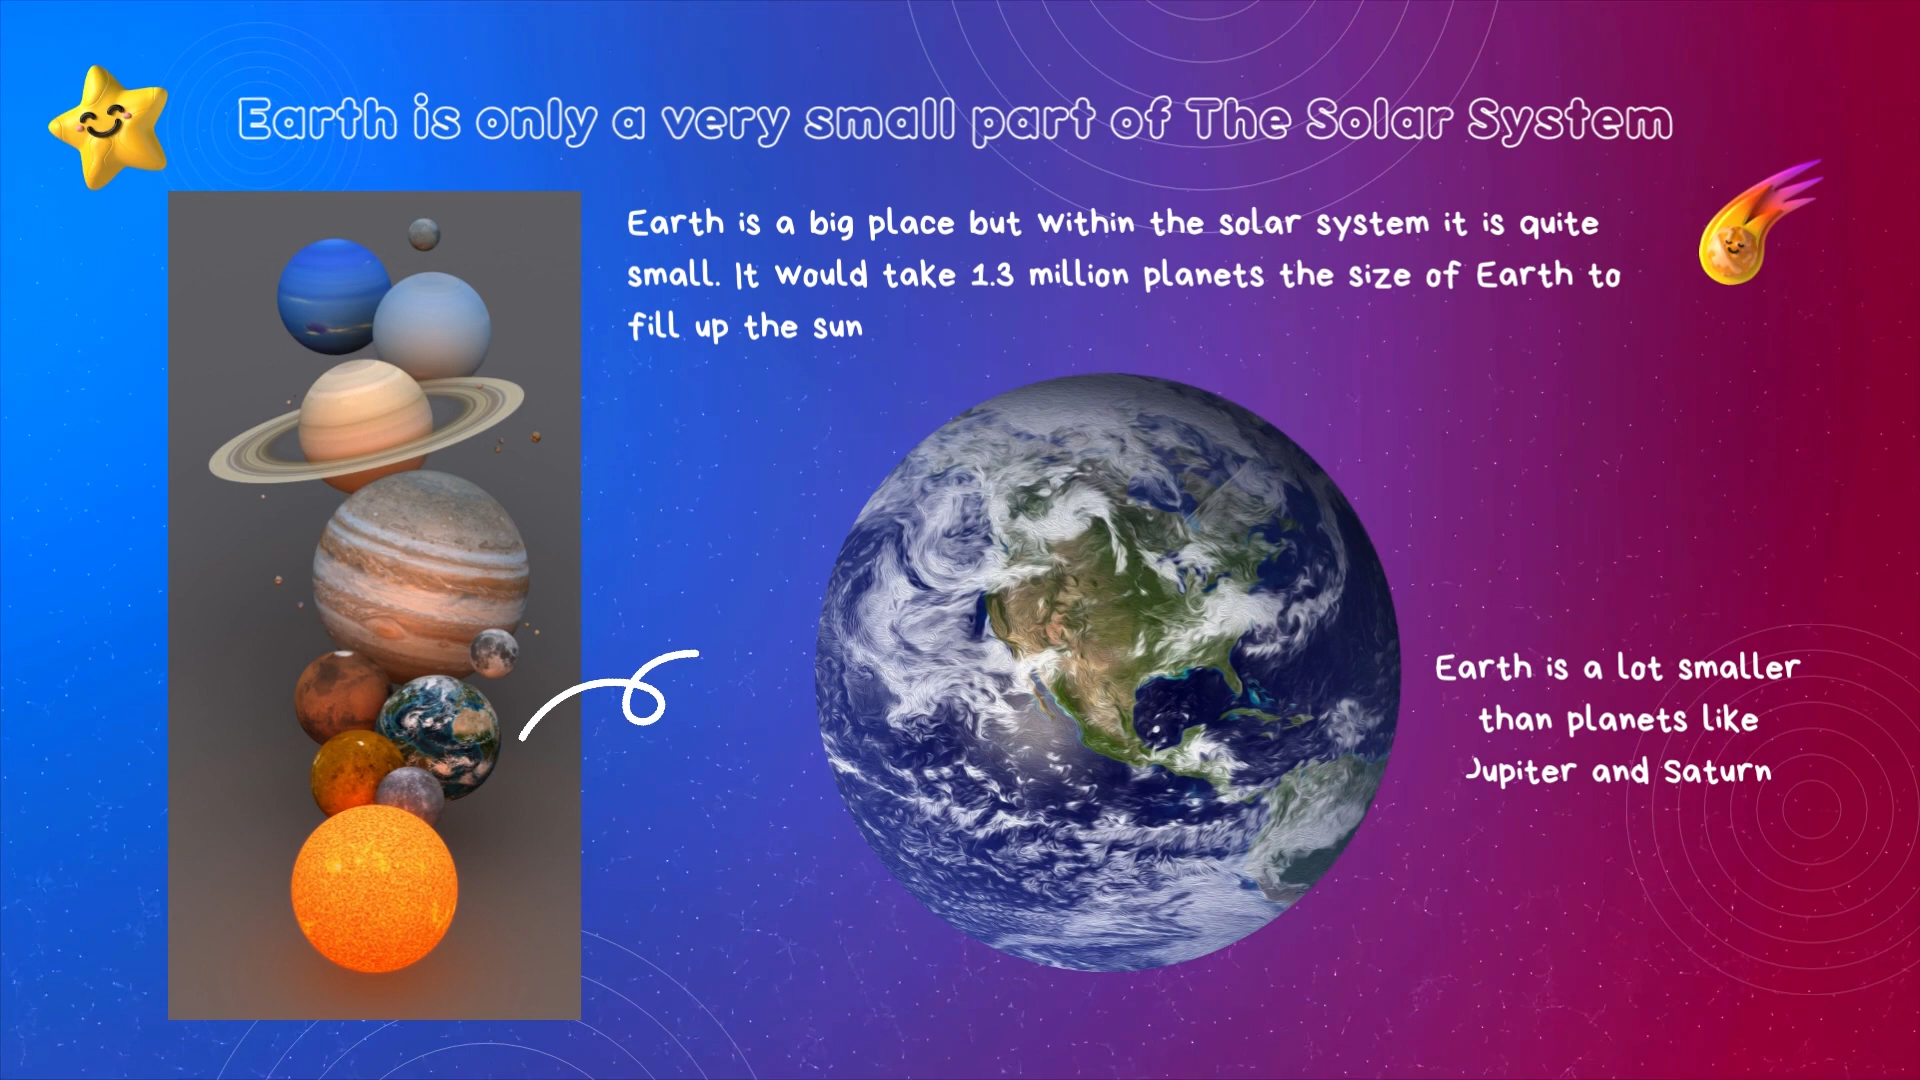 Earth is only a very small part of The Solar System
Earth is a big place but within the solar system it is quite
small. It would take 1.3 million planets the size of Earth to
fill up the sun
Earth is a lot smaller
than planets like
Jupiter and Saturn